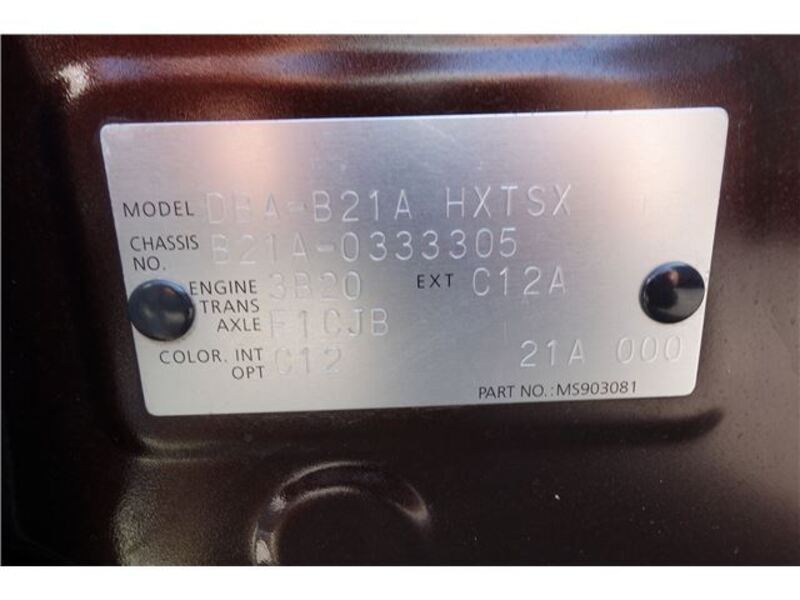 MODEL DBA-B21A HXTSX
CHASSIS NO. B21A-0333305
ENGINE 3B20 EXT C12A
TRANS AXLE F1CJB
COLOR. INT OPT C12 21A 000
PART NO.:MS903081